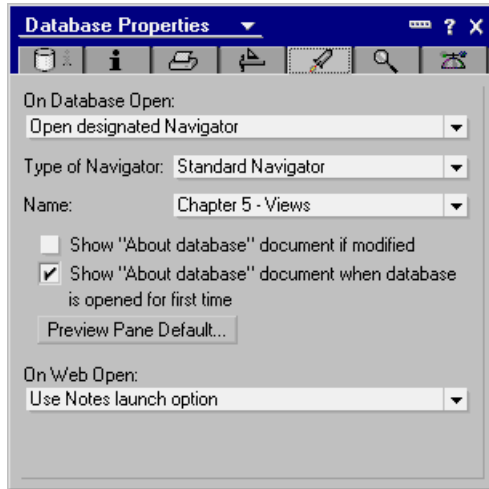 Database Properties
? X
i
On Database Open:
Open designated Navigator
Type of Navigator: Standard Navigator
Name: Chapter 5 - Views
Show "About database" document if modified
Show "About database" document when database
is opened for first time
Preview Pane Default...
On Web Open:
Use Notes launch option